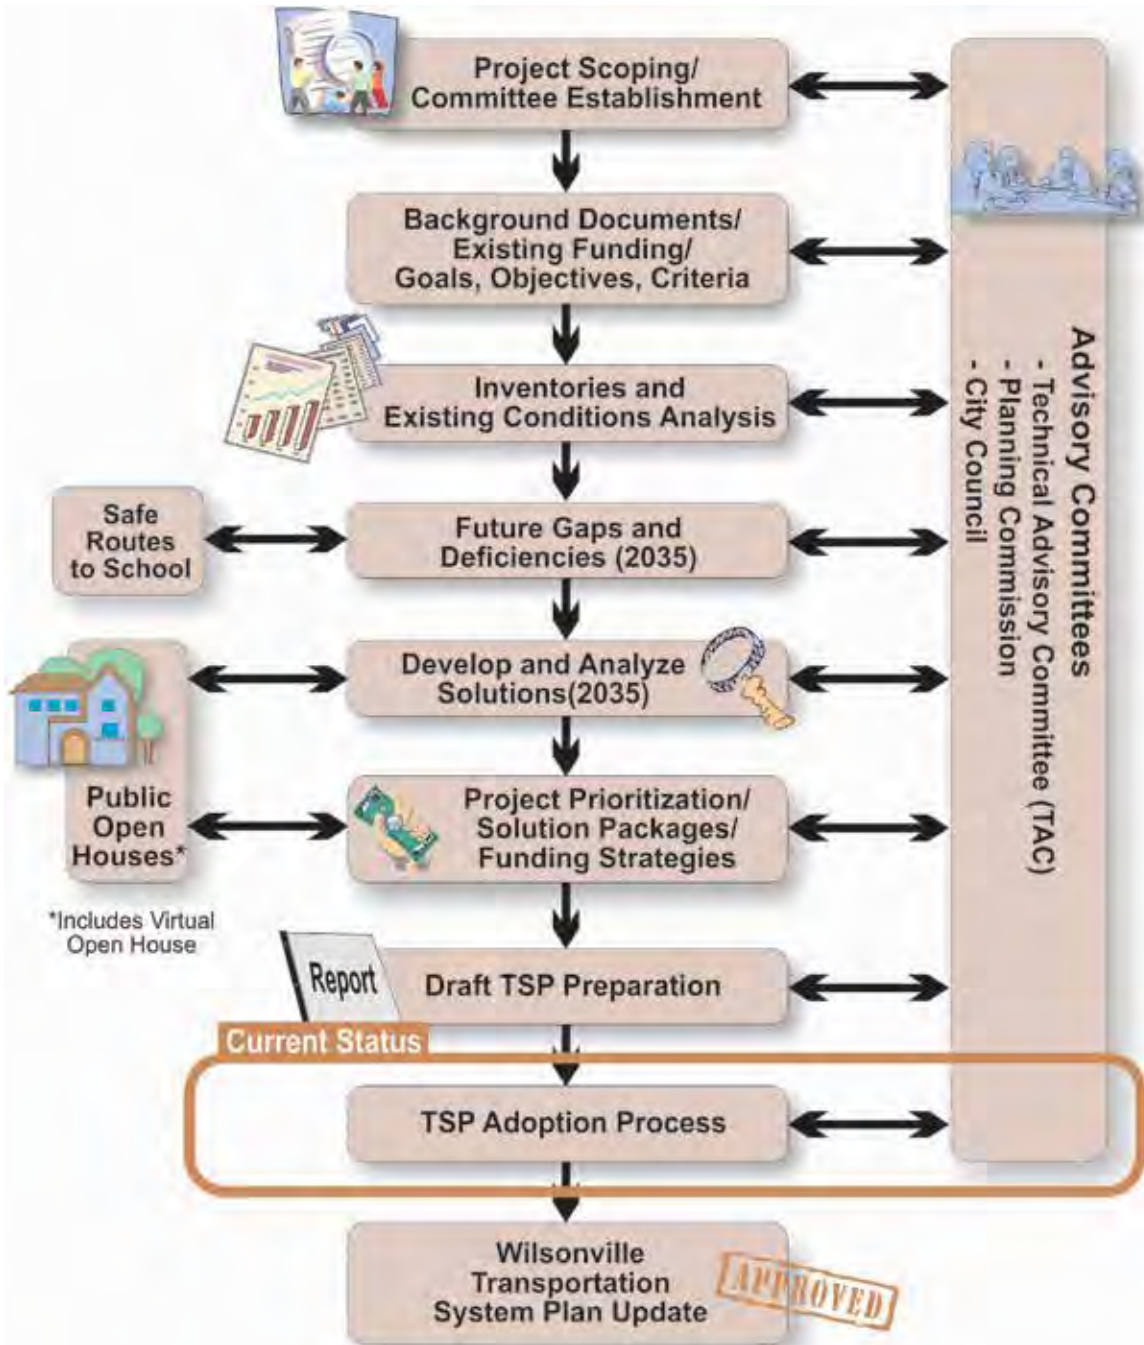 Project Scoping/
Committee Establishment
Background Documents/
Existing Funding/
Goals, Objectives, Criteria
Inventories and
Existing Conditions Analysis
Safe
Routes
to School
Future Gaps and
Deficiencies (2035)
Develop and Analyze
Solutions(2035)
Public
Open
Houses*
*Includes Virtual
Open House
Project Prioritization/
Solution Packages/
Funding Strategies
Report
Draft TSP Preparation
Current Status
TSP Adoption Process
Wilsonville
Transportation
System Plan Update
APPROVED
Advisory Committees
- Technical Advisory Committee (TAC)
- Planning Commission
- City Council